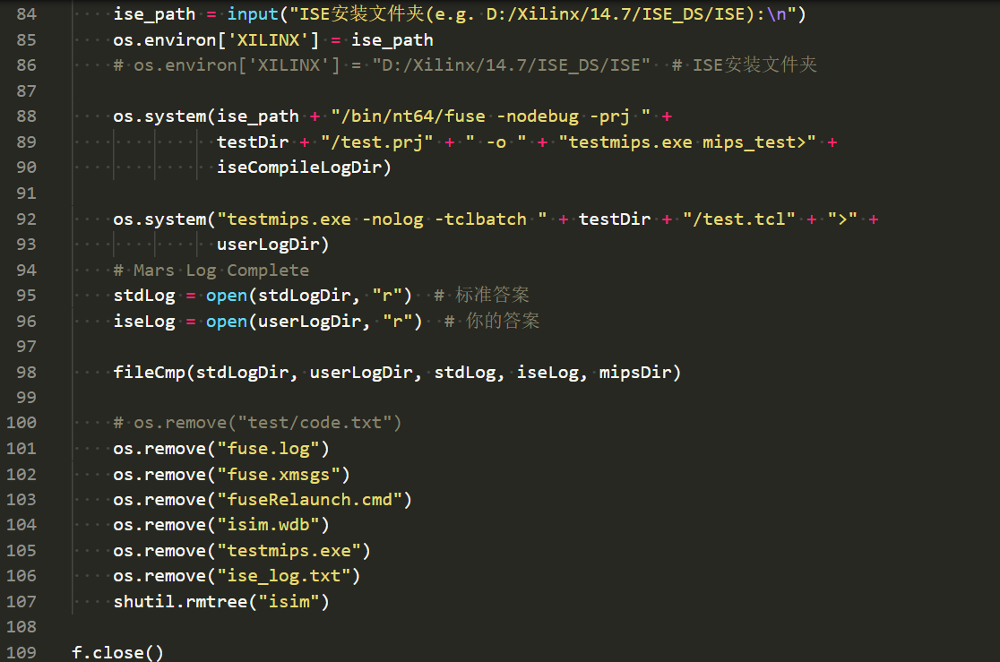 84 ise_path = input("ISE安装文件夹(e.g. D:/Xilinx/14.7/ISE_DS/ISE):\n")
85 os.environ['XILINX'] = ise_path
86 # os.environ['XILINX'] = "D:/Xilinx/14.7/ISE_DS/ISE"  # ISE安装文件夹
87
88 os.system(ise_path + "/bin/nt64/fuse -nodebug -prj " +
89 testDir + "/test.prj" + " -o " + "testmips.exe mips_test>" +
90 iseCompileLogDir)
91
92 os.system("testmips.exe -nolog -tclbatch " + testDir + "/test.tcl" + ">" +
93 userLogDir)
94 # Mars Log Complete
95 stdLog = open(stdLogDir, "r")  # 标准答案
96 iseLog = open(userLogDir, "r")  # 你的答案
97
98 fileCmp(stdLogDir, userLogDir, stdLog, iseLog, mipsDir)
99
100 # os.remove("test/code.txt")
101 os.remove("fuse.log")
102 os.remove("fuse.xmsgs")
103 os.remove("fuseRelaunch.cmd")
104 os.remove("isim.wdb")
105 os.remove("testmips.exe")
106 os.remove("ise_log.txt")
107 shutil.rmtree("isim")
108
109 f.close()